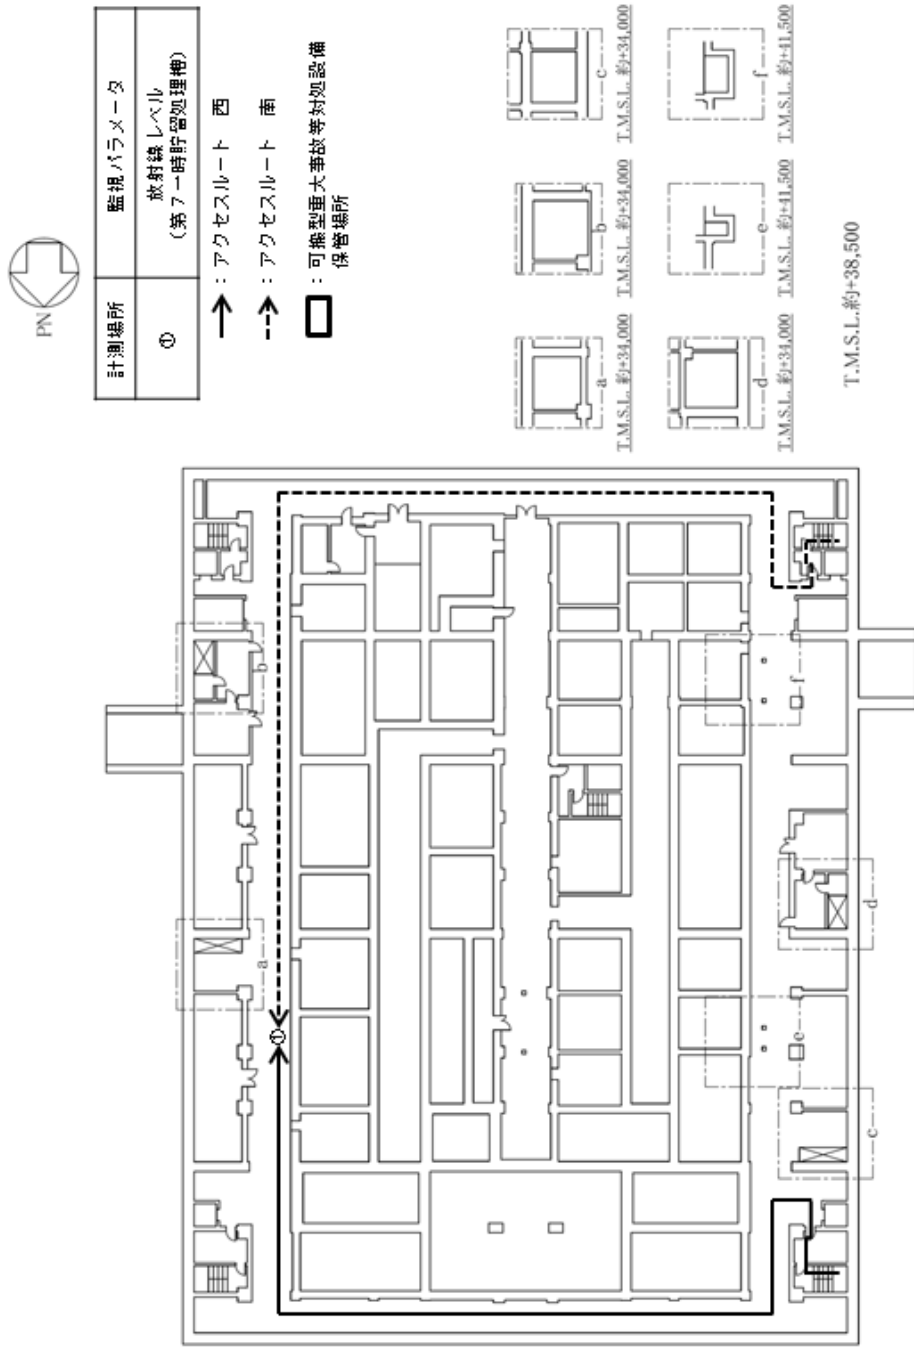 PN
計測場所
監視パラメータ
①
放射線レベル
(第7一時貯留処理槽)
: アクセスルート 西
: アクセスルート 南
: 可搬型重大事故等対処設備
保管場所
a
T.M.S.L. 約+34,000
b
T.M.S.L. 約+34,000
c
T.M.S.L. 約+34,000
d
T.M.S.L. 約+34,000
e
T.M.S.L. 約+41,500
f
T.M.S.L. 約+41,500
T.M.S.L.約+38,500
a
b
①
c
e
d
f